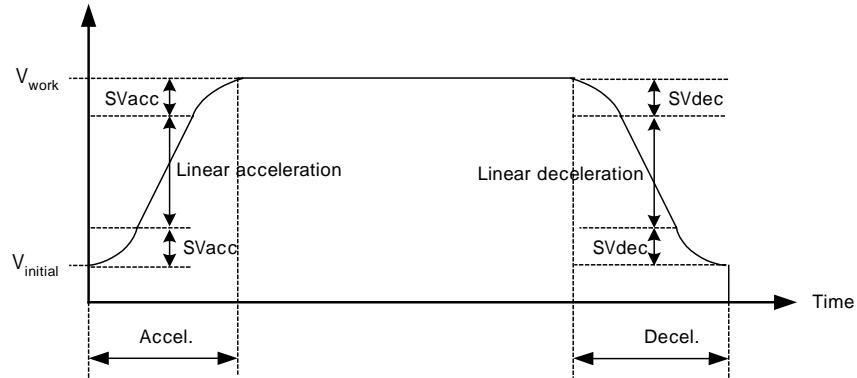 V_work
SVacc
SVdec
Linear acceleration
Linear deceleration
SVacc
SVdec
V_initial
Time
Accel.
Decel.